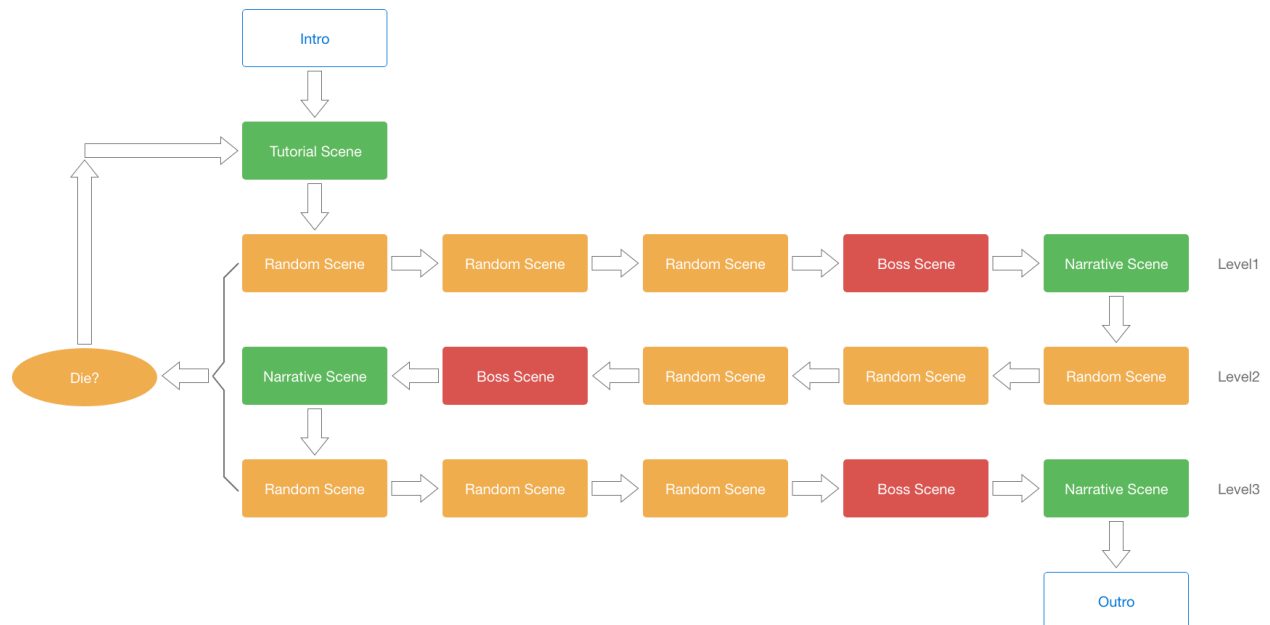 Intro
Tutorial Scene
Random Scene
Random Scene
Random Scene
Boss Scene
Narrative Scene
Level1
Die?
Narrative Scene
Boss Scene
Random Scene
Random Scene
Random Scene
Level2
Random Scene
Random Scene
Random Scene
Boss Scene
Narrative Scene
Level3
Outro